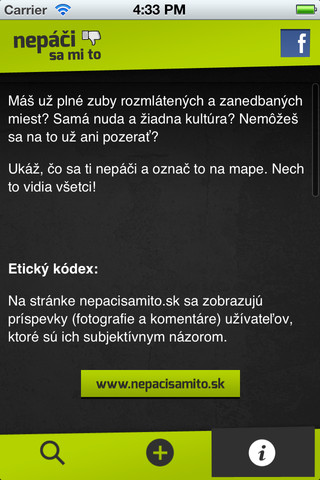 Carrier 4:33 PM
nepáči
sa mi to
f
Máš už plné zuby rozmlátených a zanedbaných
miest? Samá nuda a žiadna kultúra? Nemôžeš
sa na to už ani pozerať?
Ukáž, čo sa ti nepáči a označ to na mape. Nech
to vidia všetci!
Etický kódex:
Na stránke nepacisamito.sk sa zobrazujú
príspevky (fotografie a komentáre) užívateľov,
ktoré sú ich subjektívnym názorom.
www.nepacisamito.sk